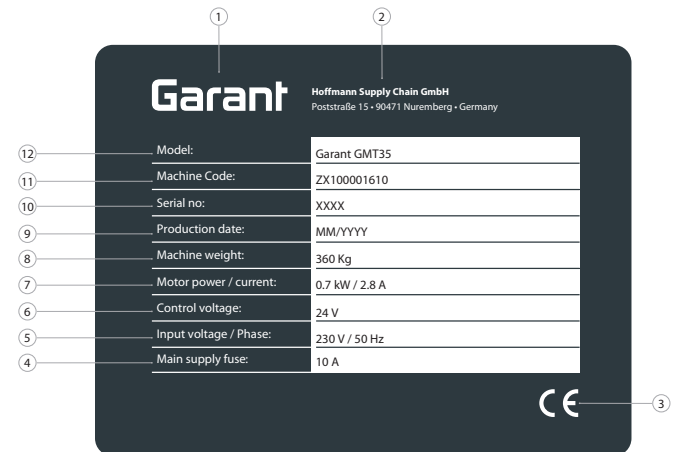 1
2
Garant
Hoffmann Supply Chain GmbH
Poststraße 15 • 90471 Nuremberg • Germany
12 Model: Garant GMT35
11 Machine Code: ZX100001610
10 Serial no: XXXX
9 Production date: MM/YYYY
8 Machine weight: 360 Kg
7 Motor power / current: 0.7 kW / 2.8 A
6 Control voltage: 24 V
5 Input voltage / Phase: 230 V / 50 Hz
4 Main supply fuse: 10 A
CE 3